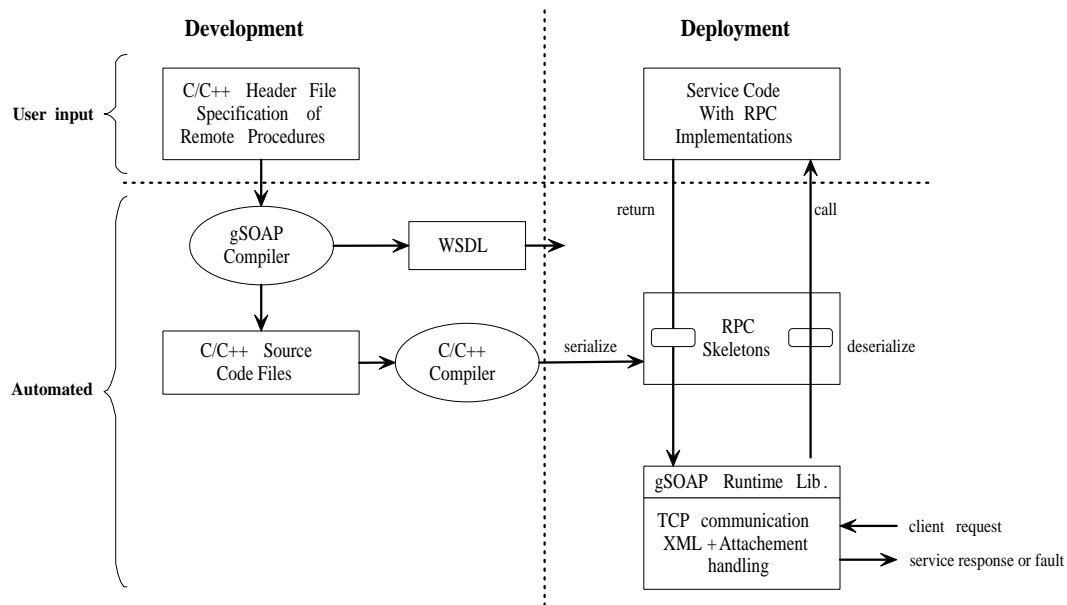 Development
Deployment
User input
C/C++ Header File
Specification of
Remote Procedures
Service Code
With RPC
Implementations
return
call
gSOAP
Compiler
WSDL
Automated
C/C++ Source
Code Files
C/C++
Compiler
serialize
RPC
Skeletons
deserialize
gSOAP Runtime Lib.
TCP communication
XML + Attachement
handling
client request
service response or fault